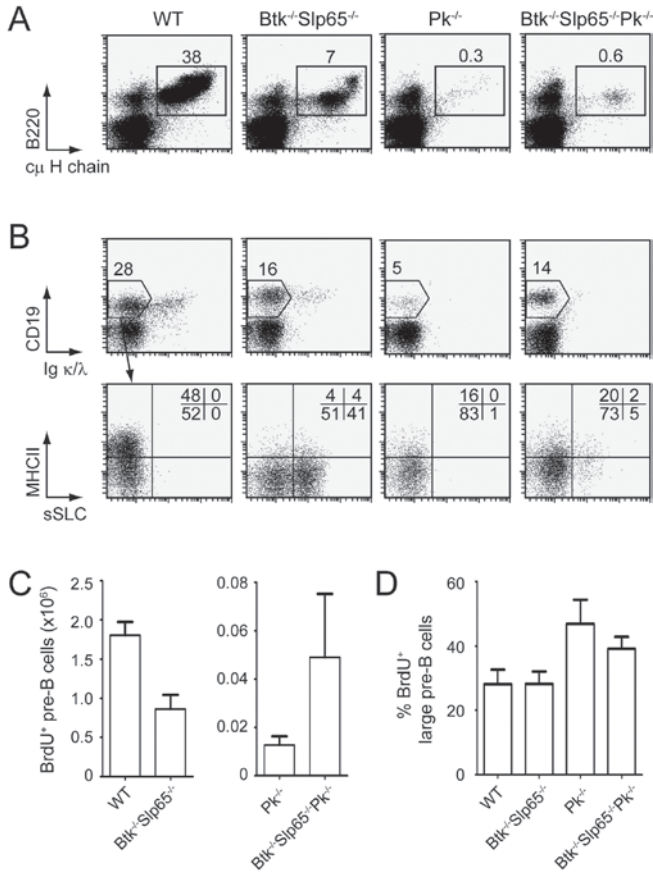 A
WT
Btk-/-Slp65-/-
Pk-/-
Btk-/-Slp65-/-Pk-/-
38
7
0.3
0.6
B220
cμ H chain
B
28
16
5
14
CD19
Ig κ/λ
48 0
52 0
4 4
51 41
16 0
83 1
20 2
73 5
MHCII
sSLC
C
BrdU+ pre-B cells (x10⁶)
2.5
2.0
1.5
1.0
0.5
0
WT
Btk-/-Slp65-/-
0.08
0.06
0.04
0.02
0
Pk-/-
Btk-/-Slp65-/-Pk-/-
D
% BrdU+
large pre-B cells
60
40
20
0
WT
Btk-/-Slp65-/-
Pk-/-
Btk-/-Slp65-/-Pk-/-